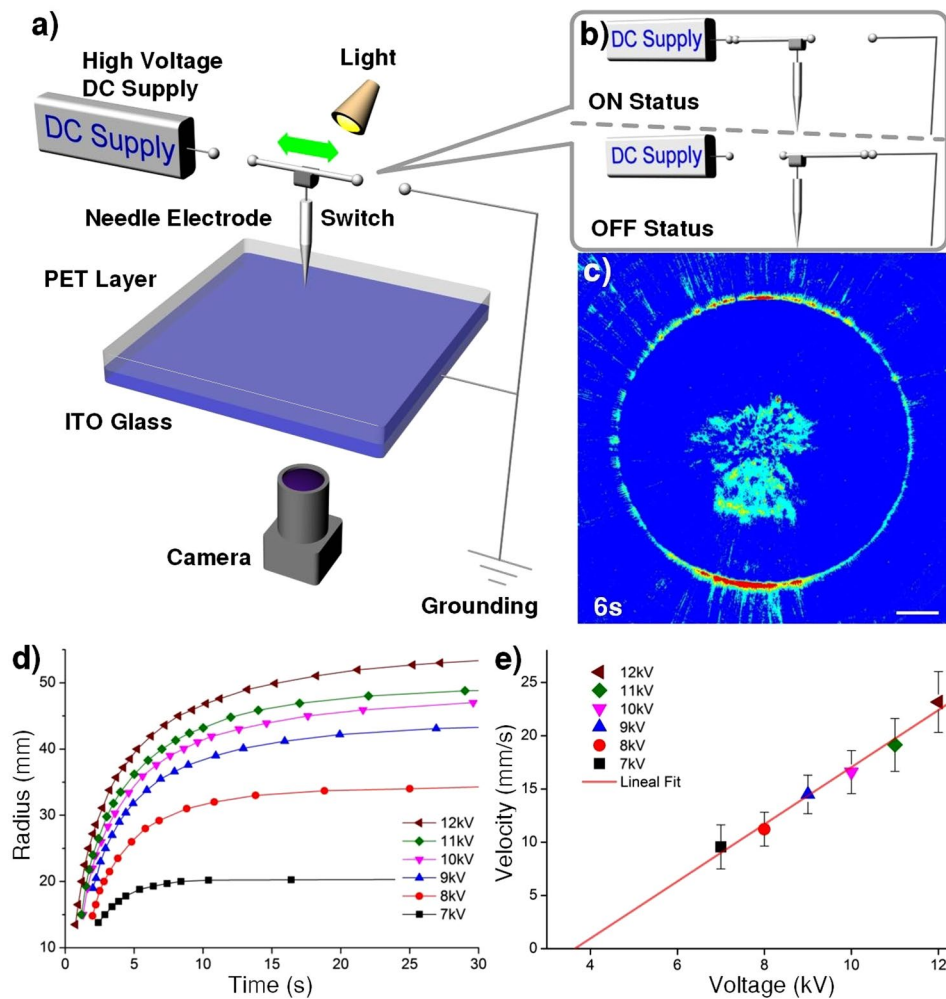 a)
High Voltage
DC Supply
DC Supply
Light
Needle Electrode
Switch
PET Layer
ITO Glass
Camera
Grounding
b)
DC Supply
ON Status
DC Supply
OFF Status
c)
6s
d)
Radius (mm)
50
40
30
20
10
0 5 10 15 20 25 30
Time (s)
12kV
11kV
10kV
9kV
8kV
7kV
e)
Velocity (mm/s)
25
20
15
10
5
0
4 6 8 10 12
Voltage (kV)
12kV
11kV
10kV
9kV
8kV
7kV
Lineal Fit